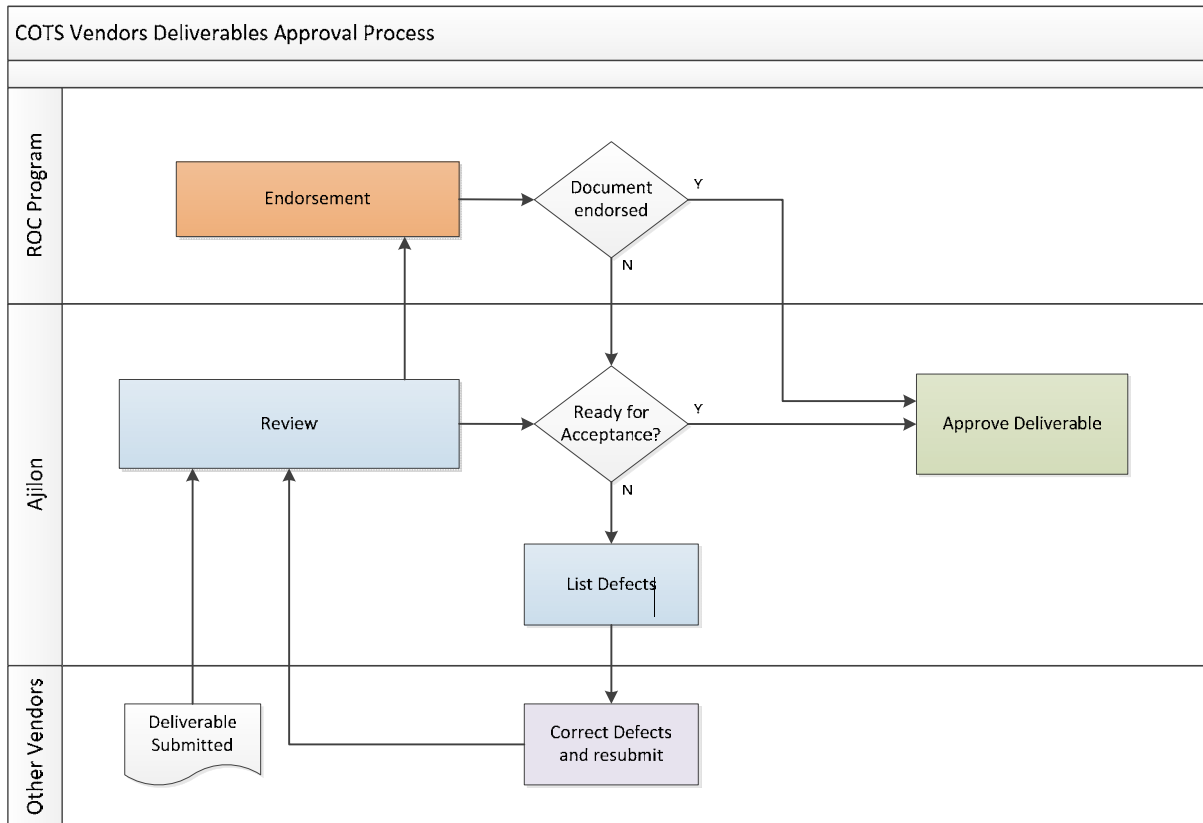 COTS Vendors Deliverables Approval Process
ROC Program
Endorsement
Document
endorsed
Y
N
Ajilon
Review
Ready for
Acceptance?
Y
N
Approve Deliverable
List Defects
Other Vendors
Deliverable
Submitted
Correct Defects
and resubmit